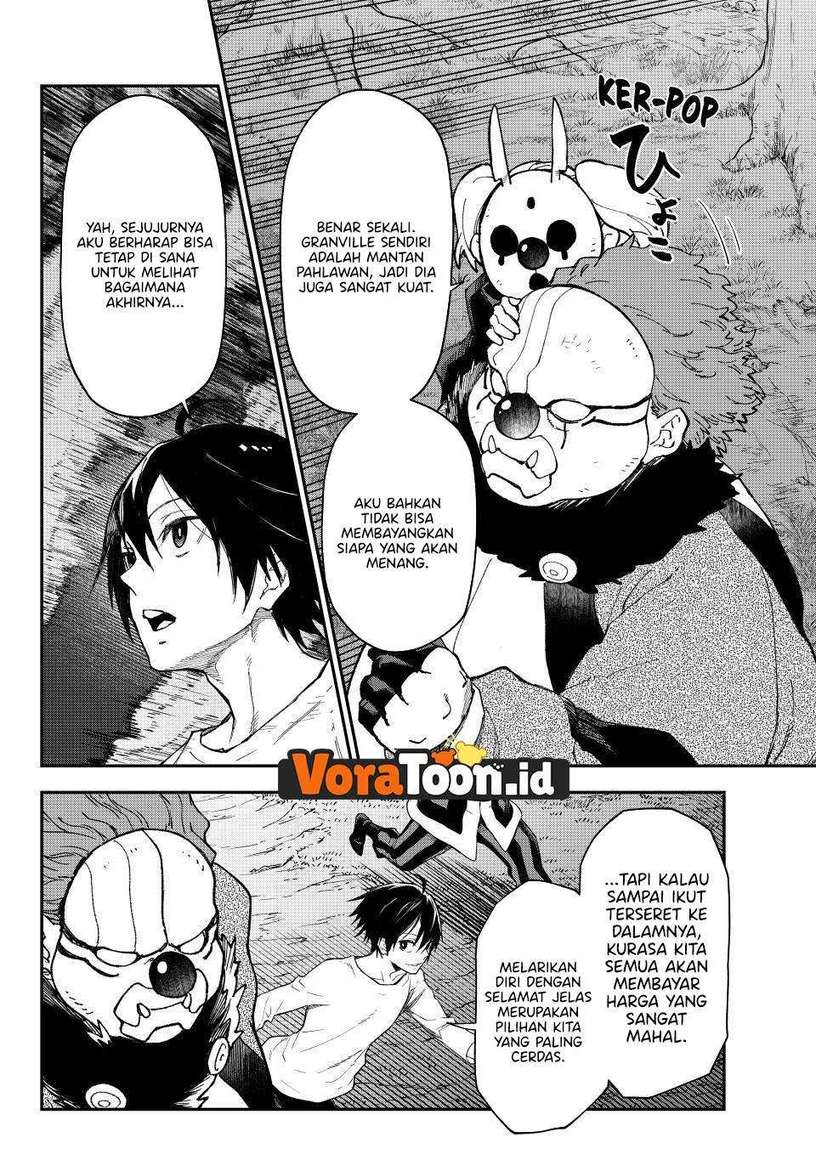 KER-POP
ひょこ
BENAR SEKALI.
GRANVILLE SENDIRI
ADALAH MANTAN
PAHLAWAN, JADI DIA
JUGA SANGAT KUAT.
AKU BAHKAN
TIDAK BISA
MEMBAYANGKAN
SIAPA YANG AKAN
MENANG.
YAH, SEJUJURNYA
AKU BERHARAP BISA
TETAP DI SANA
UNTUK MELIHAT
BAGAIMANA
AKHIRNYA...
VoraToon.id
...TAPI KALAU
SAMPAI IKUT
TERSERET KE
DALAMNYA,
KURASA KITA
SEMUA AKAN
MEMBAYAR
HARGA YANG
SANGAT
MAHAL.
MELARIKAN
DIRI DENGAN
SELAMAT JELAS
MERUPAKAN
PILIHAN KITA
YANG PALING
CERDAS.